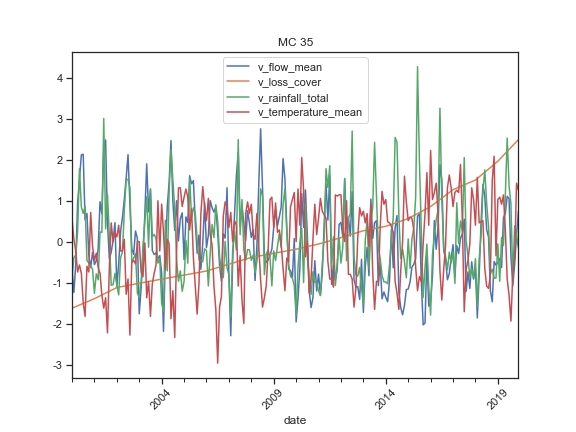 MC 35
v_flow_mean
v_loss_cover
v_rainfall_total
v_temperature_mean
4
3
2
1
0
-1
-2
-3
2004
2009
2014
2019
date